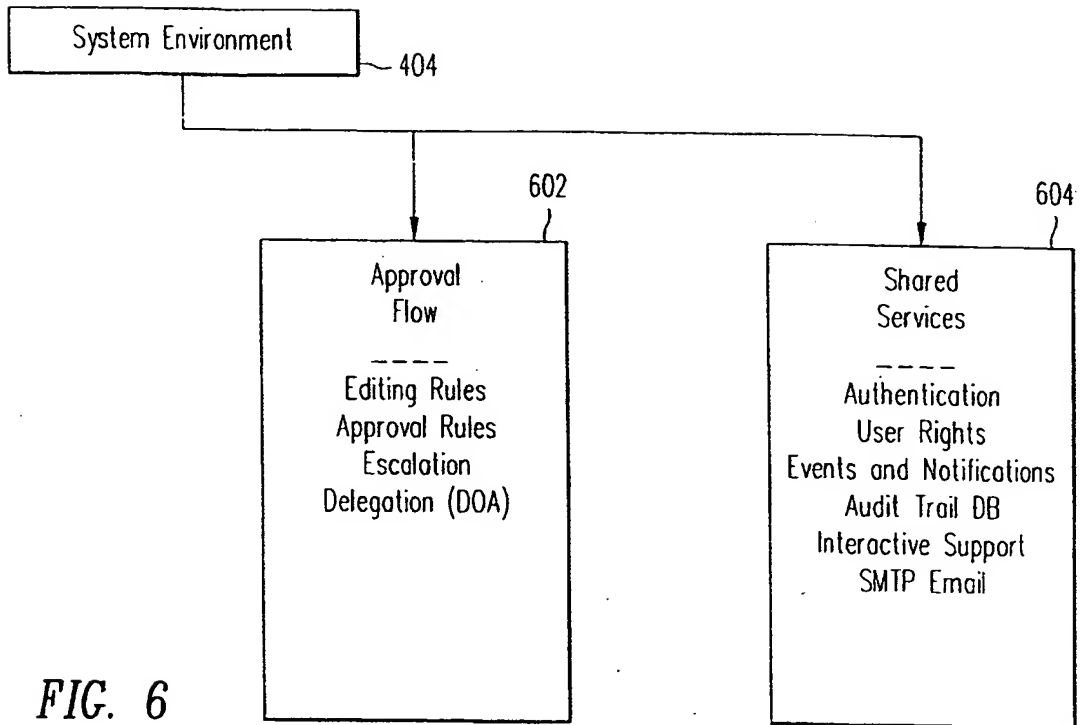 System Environment
404
602
Approval
Flow
Editing Rules
Approval Rules
Escalation
Delegation (DOA)
604
Shared
Services
Authentication
User Rights
Events and Notifications
Audit Trail DB
Interactive Support
SMTP Email
FIG. 6